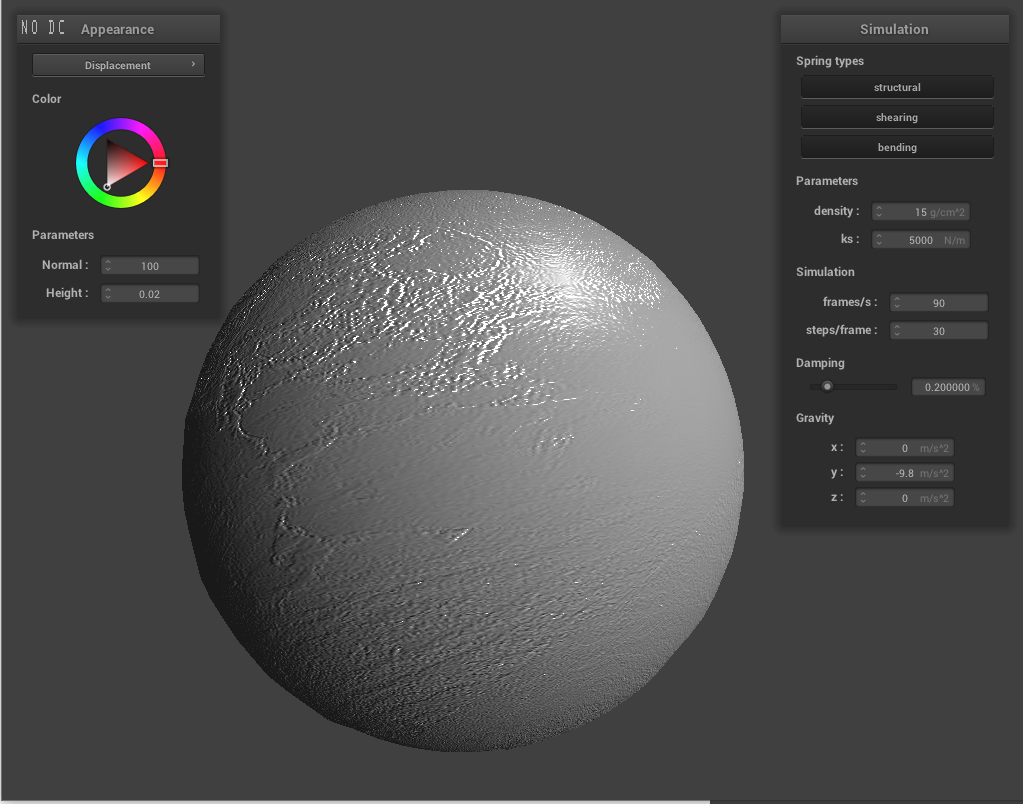 NO DC
Appearance
Displacement
Color
Parameters
Normal : 100
Height : 0.02
Simulation
Spring types
structural
shearing
bending
Parameters
density : 15 g/cm^2
ks : 5000 N/m
Simulation
frames/s : 90
steps/frame : 30
Damping
0.200000 %
Gravity
x : 0 m/s^2
y : -9.8 m/s^2
z : 0 m/s^2